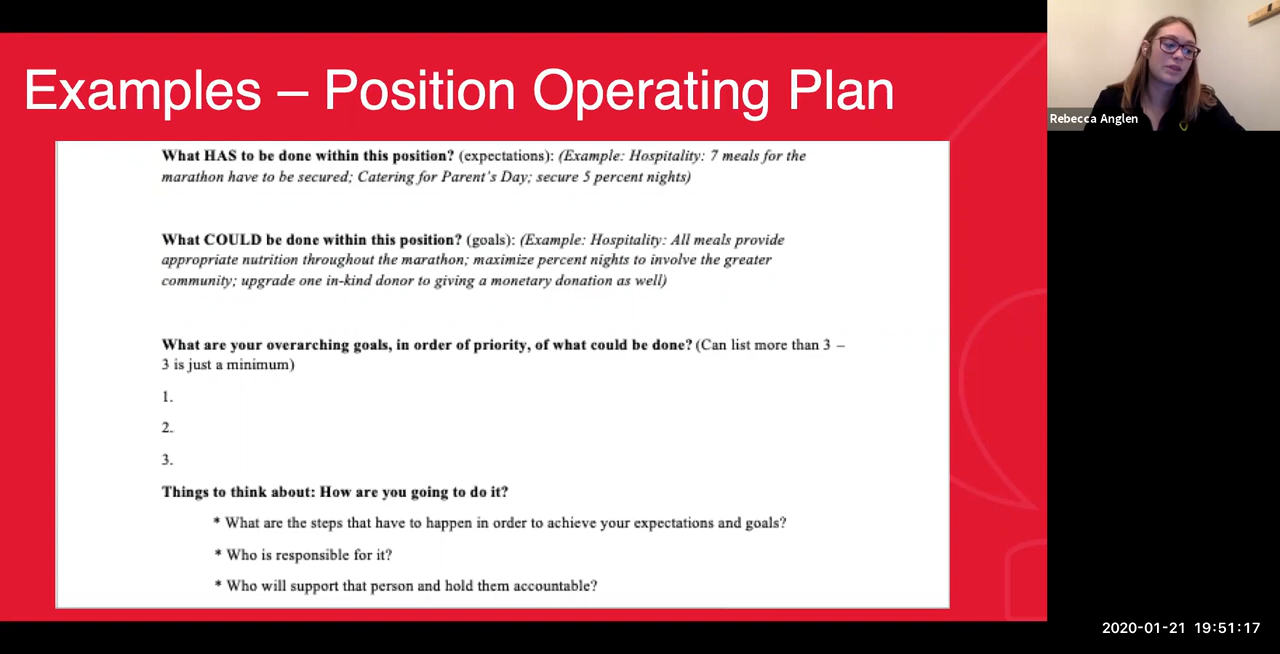 Examples – Position Operating Plan
Rebecca Anglen
What HAS to be done within this position? (expectations): (Example: Hospitality: 7 meals for the
marathon have to be secured; Catering for Parent's Day; secure 5 percent nights)
What COULD be done within this position? (goals): (Example: Hospitality: All meals provide
appropriate nutrition throughout the marathon; maximize percent nights to involve the greater
community; upgrade one in-kind donor to giving a monetary donation as well)
What are your overarching goals, in order of priority, of what could be done? (Can list more than 3 –
3 is just a minimum)
1.
2.
3.
Things to think about: How are you going to do it?
* What are the steps that have to happen in order to achieve your expectations and goals?
* Who is responsible for it?
* Who will support that person and hold them accountable?
2020-01-21 19:51:17